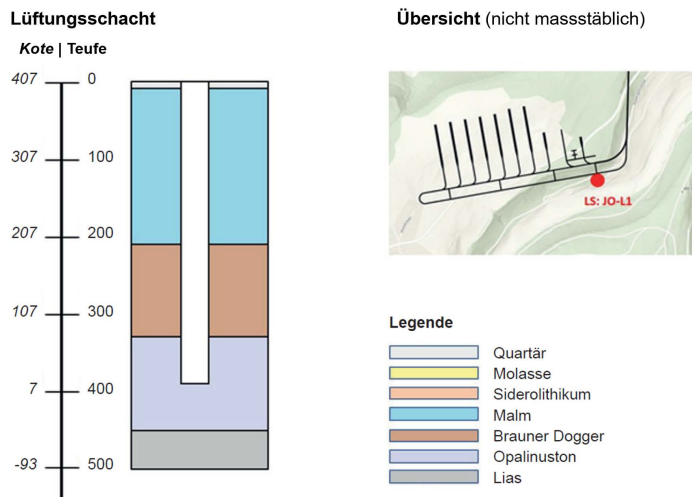 Lüftungsschacht
Kote | Teufe
407 0
307 100
207 200
107 300
7 400
-93 500
Übersicht (nicht massstäblich)
LS: JO-L1
Legende
Quartär
Molasse
Siderolithikum
Malm
Brauner Dogger
Opalinuston
Lias